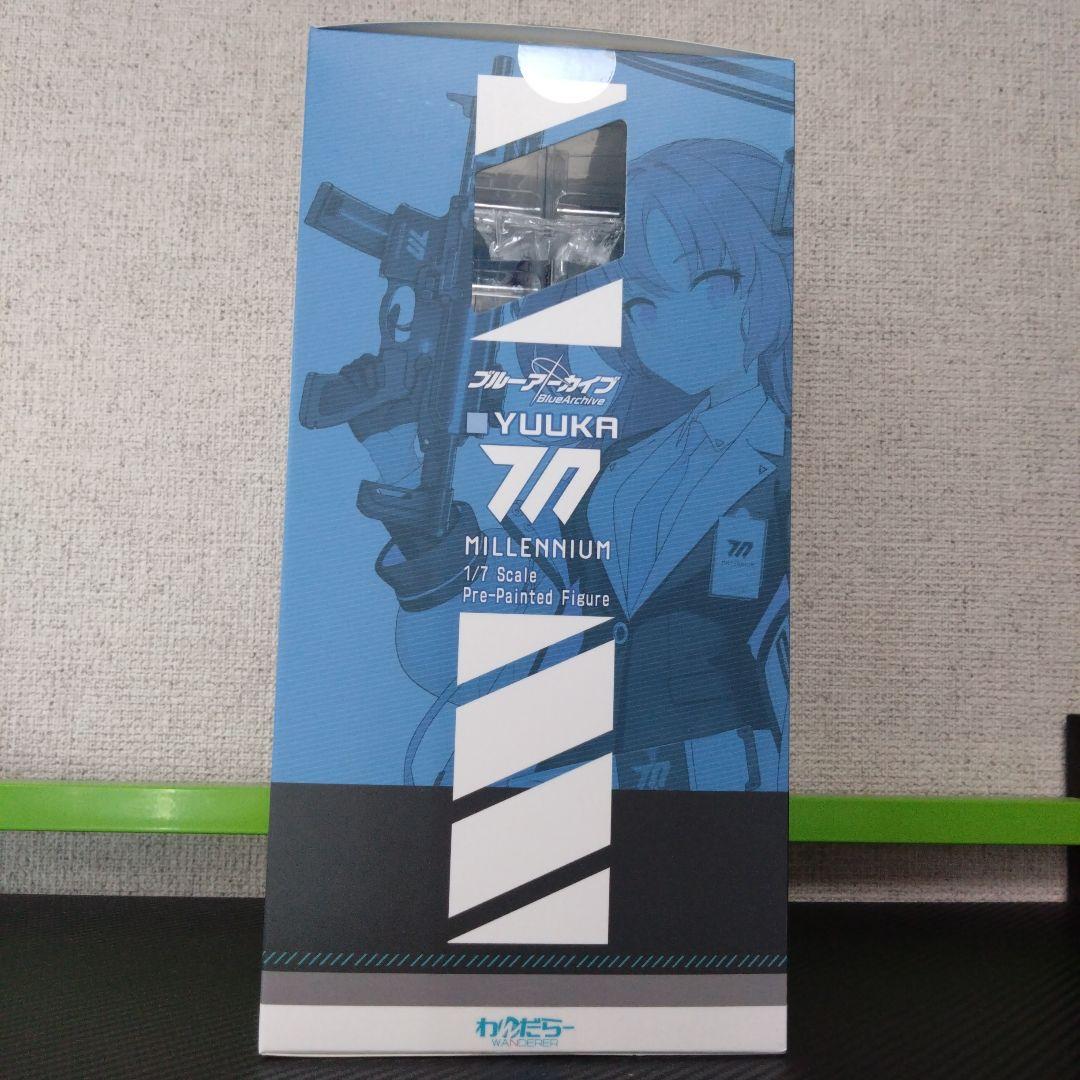 ブルーアーカイブ
BlueArchive
YUUKA
MILLENNIUM
1/7 Scale
Pre-Painted Figure
わんだらー
WANDERER